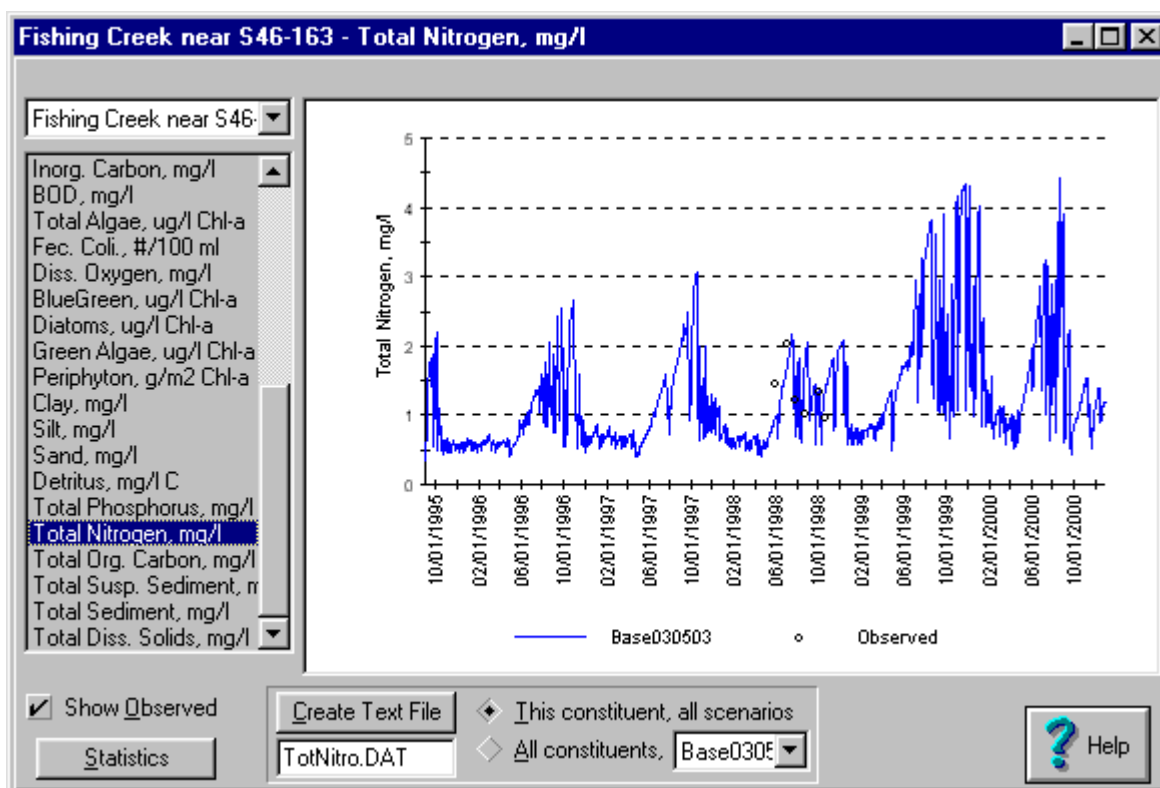 Fishing Creek near S46-163 - Total Nitrogen, mg/l
Fishing Creek near S46-
Inorg. Carbon, mg/l
BOD, mg/l
Total Algae, ug/l Chl-a
Fec. Coli., #/100 ml
Diss. Oxygen, mg/l
BlueGreen, ug/l Chl-a
Diatoms, ug/l Chl-a
Green Algae, ug/l Chl-a
Periphyton, g/m2 Chl-a
Clay, mg/l
Silt, mg/l
Sand, mg/l
Detritus, mg/l C
Total Phosphorus, mg/l
Total Nitrogen, mg/l
Total Org. Carbon, mg/l
Total Susp. Sediment, m
Total Sediment, mg/l
Total Diss. Solids, mg/l
Total Nitrogen, mg/l
5
4
3
2
1
0
10/01/1995
02/01/1996
06/01/1996
10/01/1996
02/01/1997
06/01/1997
10/01/1997
02/01/1998
06/01/1998
10/01/1998
02/01/1999
06/01/1999
10/01/1999
02/01/2000
06/01/2000
10/01/2000
Base030503
Observed
Show Observed
Statistics
Create Text File
TotNitro.DAT
This constituent, all scenarios
All constituents,
Base0305
Help